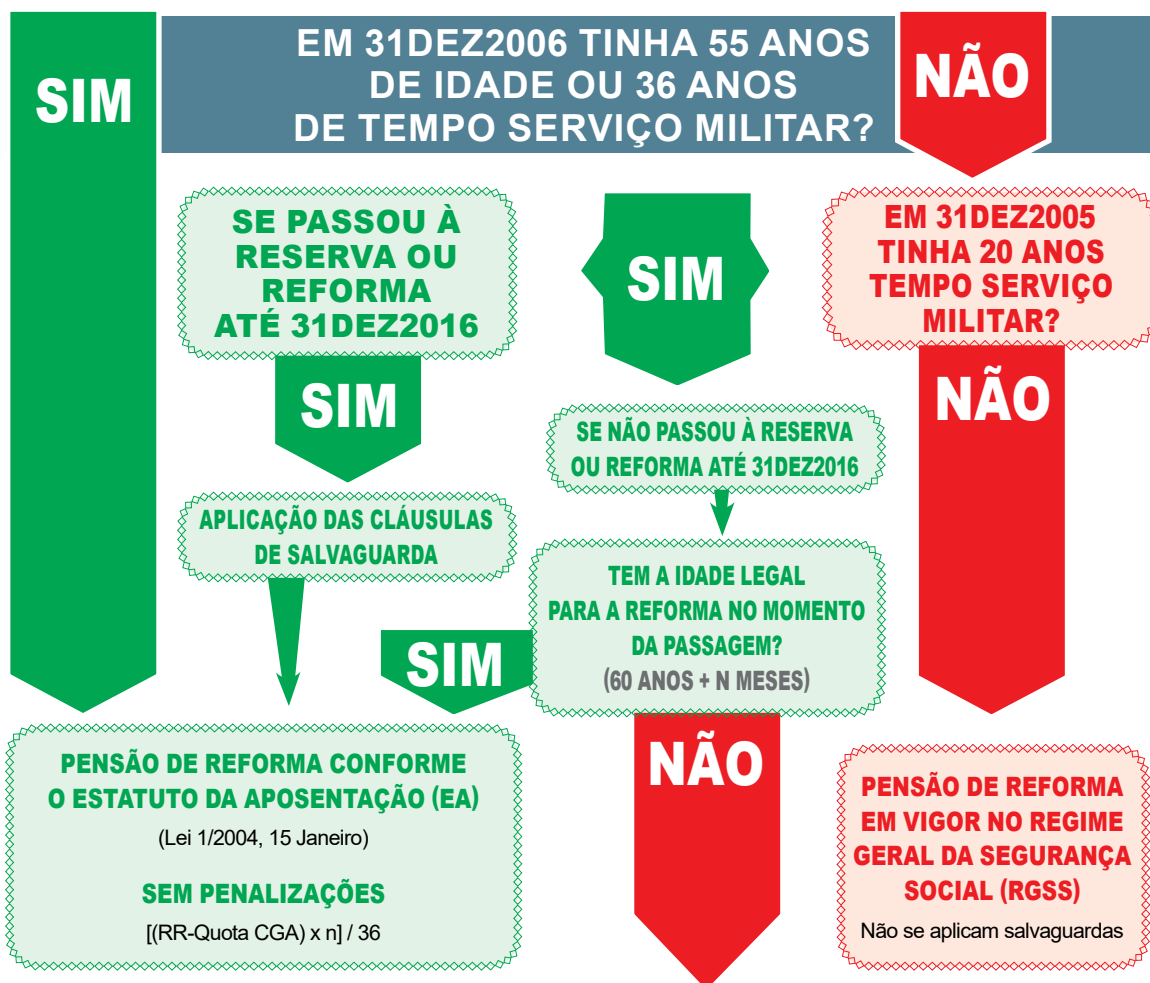 EM 31DEZ2006 TINHA 55 ANOS
DE IDADE OU 36 ANOS
DE TEMPO SERVIÇO MILITAR?
SIM
NÃO
SE PASSOU À
RESERVA OU
REFORMA
ATÉ 31DEZ2016
SIM
EM 31DEZ2005
TINHA 20 ANOS
TEMPO SERVIÇO
MILITAR?
SIM
NÃO
SE NÃO PASSOU À RESERVA
OU REFORMA ATÉ 31DEZ2016
APLICAÇÃO DAS CLÁUSULAS
DE SALVAGUARDA
TEM A IDADE LEGAL
PARA A REFORMA NO MOMENTO
DA PASSAGEM?
(60 ANOS + N MESES)
SIM
NÃO
PENSÃO DE REFORMA CONFORME
O ESTATUTO DA APOSENTAÇÃO (EA)
(Lei 1/2004, 15 Janeiro)
SEM PENALIZAÇÕES
[(RR-Quota CGA) x n] / 36
PENSÃO DE REFORMA
EM VIGOR NO REGIME
GERAL DA SEGURANÇA
SOCIAL (RGSS)
Não se aplicam salvaguardas